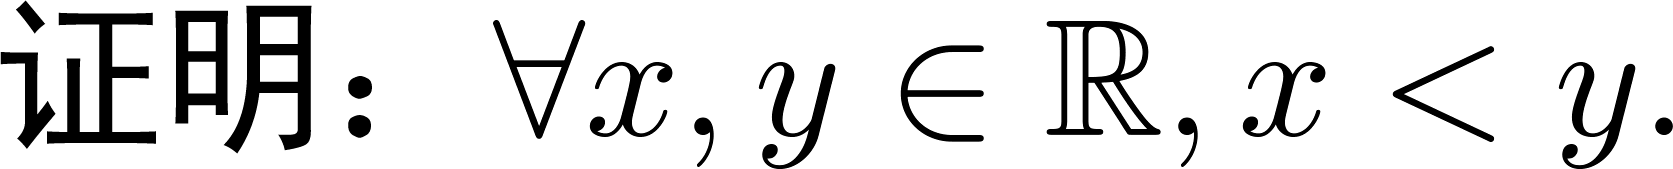 证明: ∀x, y ∈ ℝ, x < y.